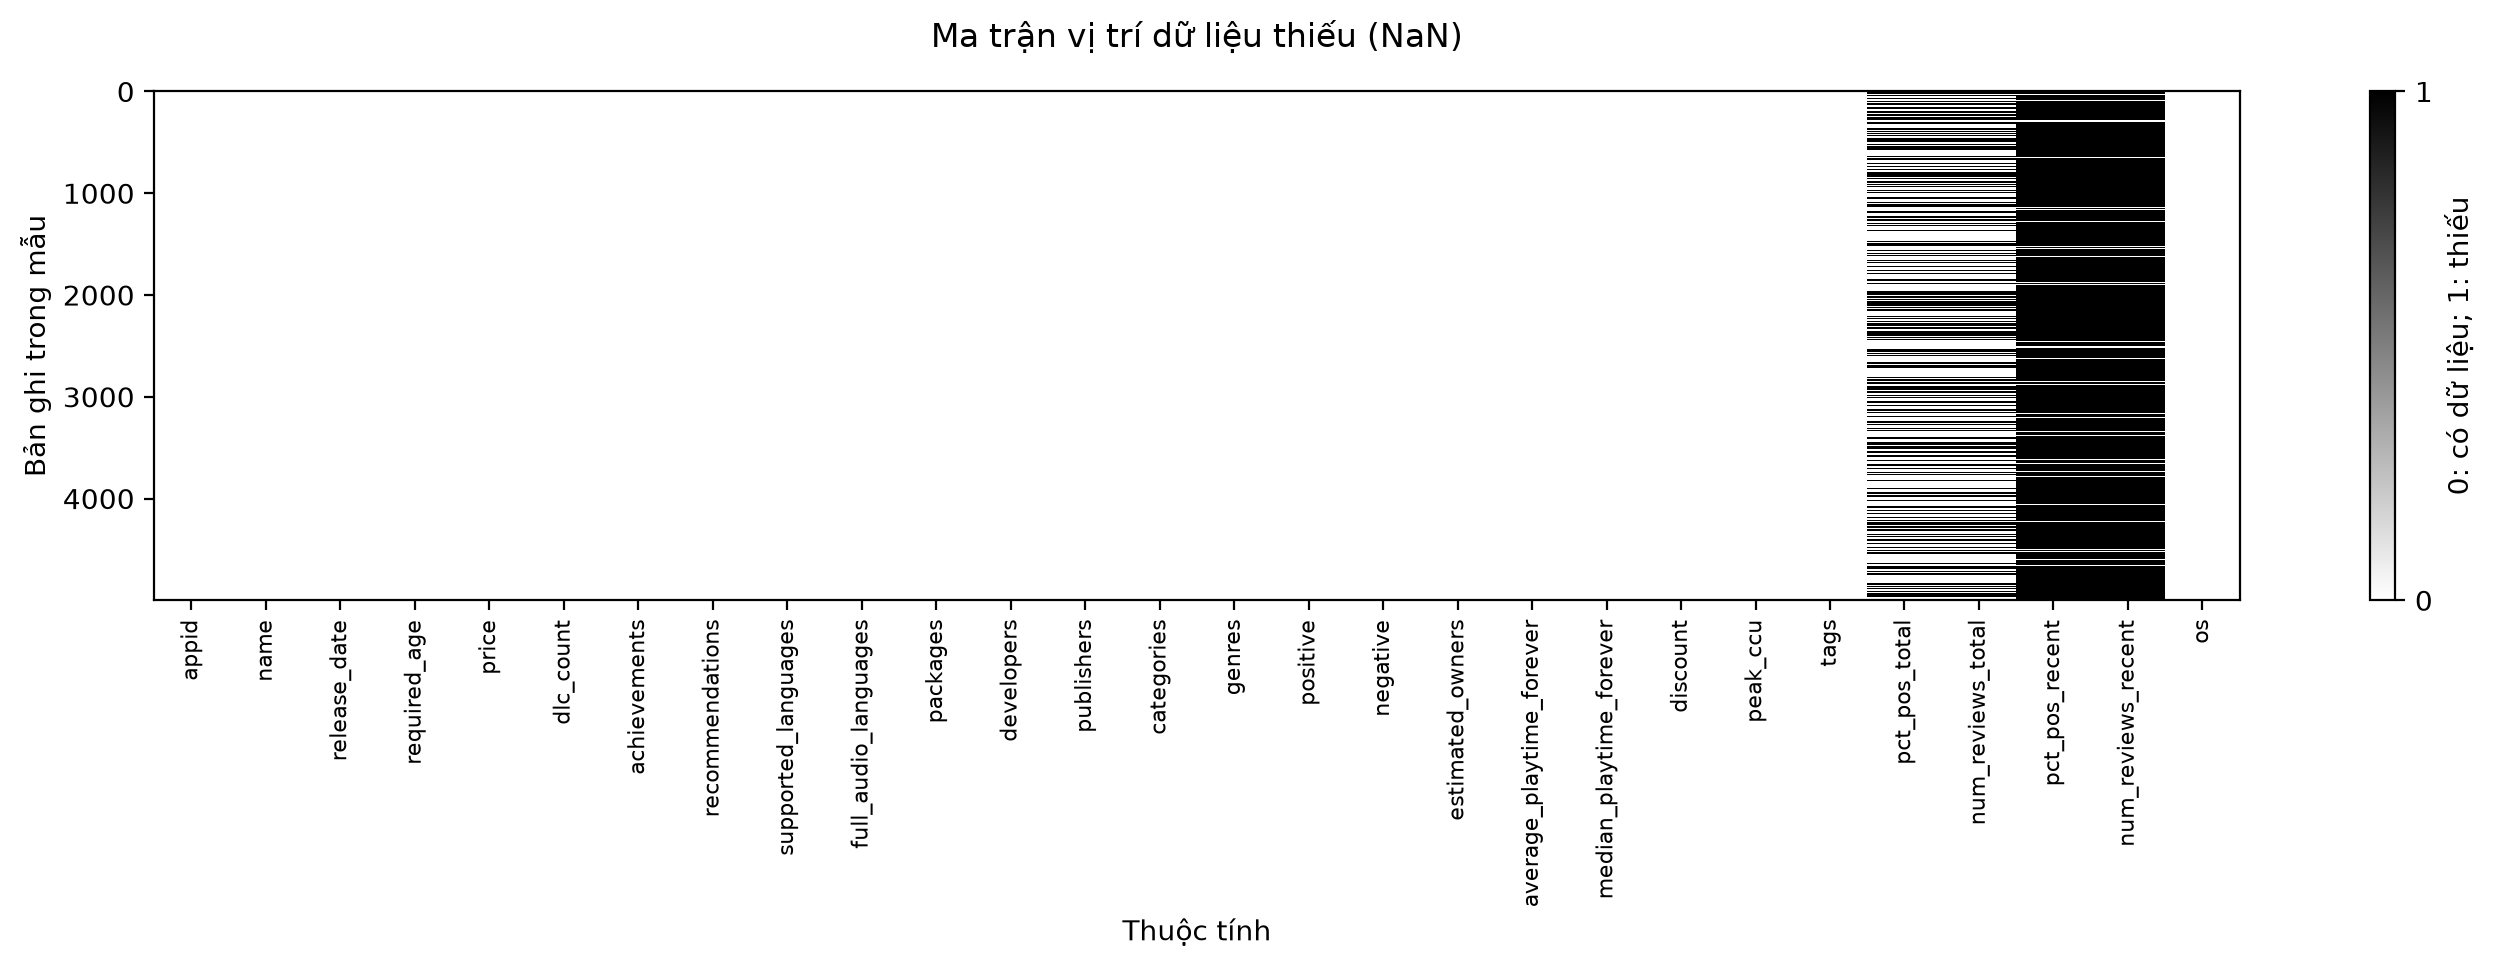 Ma trận vị trí dữ liệu thiếu (NaN)
Bản ghi trong mẫu
0
1000
2000
3000
4000
appid
name
release_date
required_age
price
dlc_count
achievements
recommendations
supported_languages
full_audio_languages
packages
developers
publishers
categories
genres
positive
negative
estimated_owners
average_playtime_forever
median_playtime_forever
discount
peak_ccu
tags
pct_pos_total
num_reviews_total
pct_pos_recent
num_reviews_recent
os
Thuộc tính
1
0
0: có dữ liệu; 1: thiếu